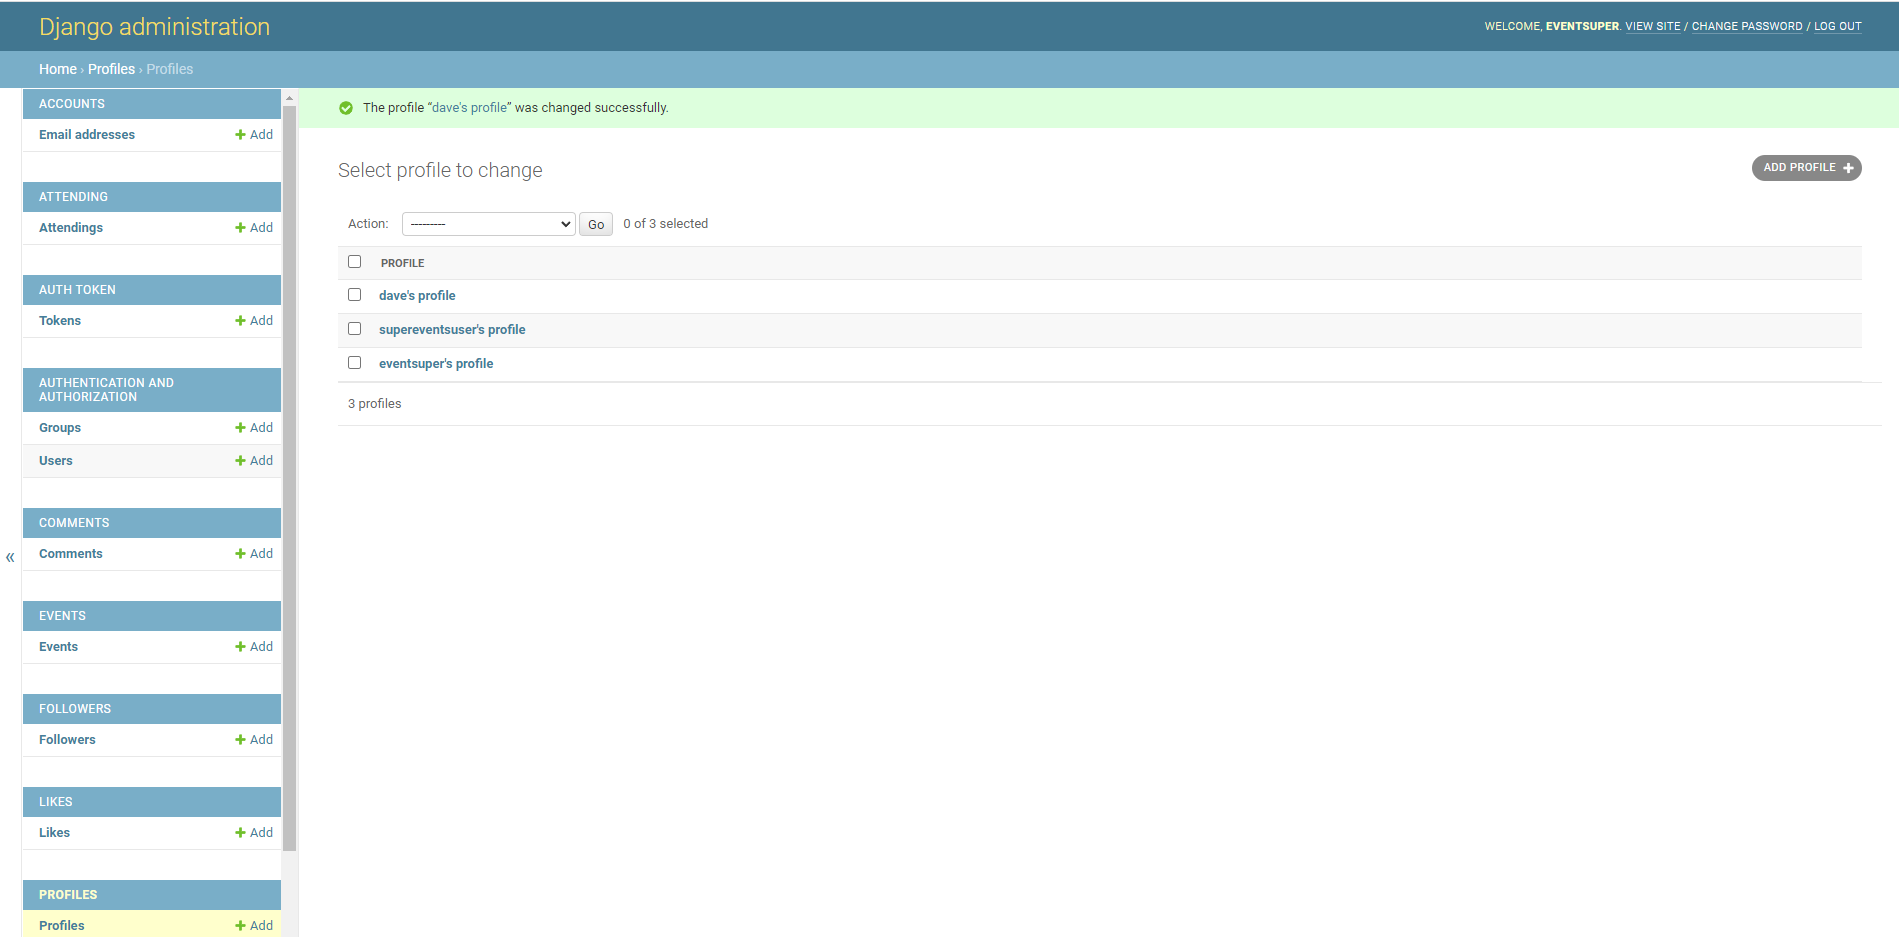 Django administration
WELCOME, EVENTSUPER. VIEW SITE / CHANGE PASSWORD / LOG OUT
Home › Profiles › Profiles
ACCOUNTS
Email addresses
Add
ATTENDING
Attendings
Add
AUTH TOKEN
Tokens
Add
AUTHENTICATION AND
AUTHORIZATION
Groups
Add
Users
Add
COMMENTS
Comments
Add
EVENTS
Events
Add
FOLLOWERS
Followers
Add
LIKES
Likes
Add
PROFILES
Profiles
Add
«
The profile “dave's profile” was changed successfully.
Select profile to change
ADD PROFILE
Action: --------- Go 0 of 3 selected
PROFILE
dave's profile
supereventsuser's profile
eventsuper's profile
3 profiles